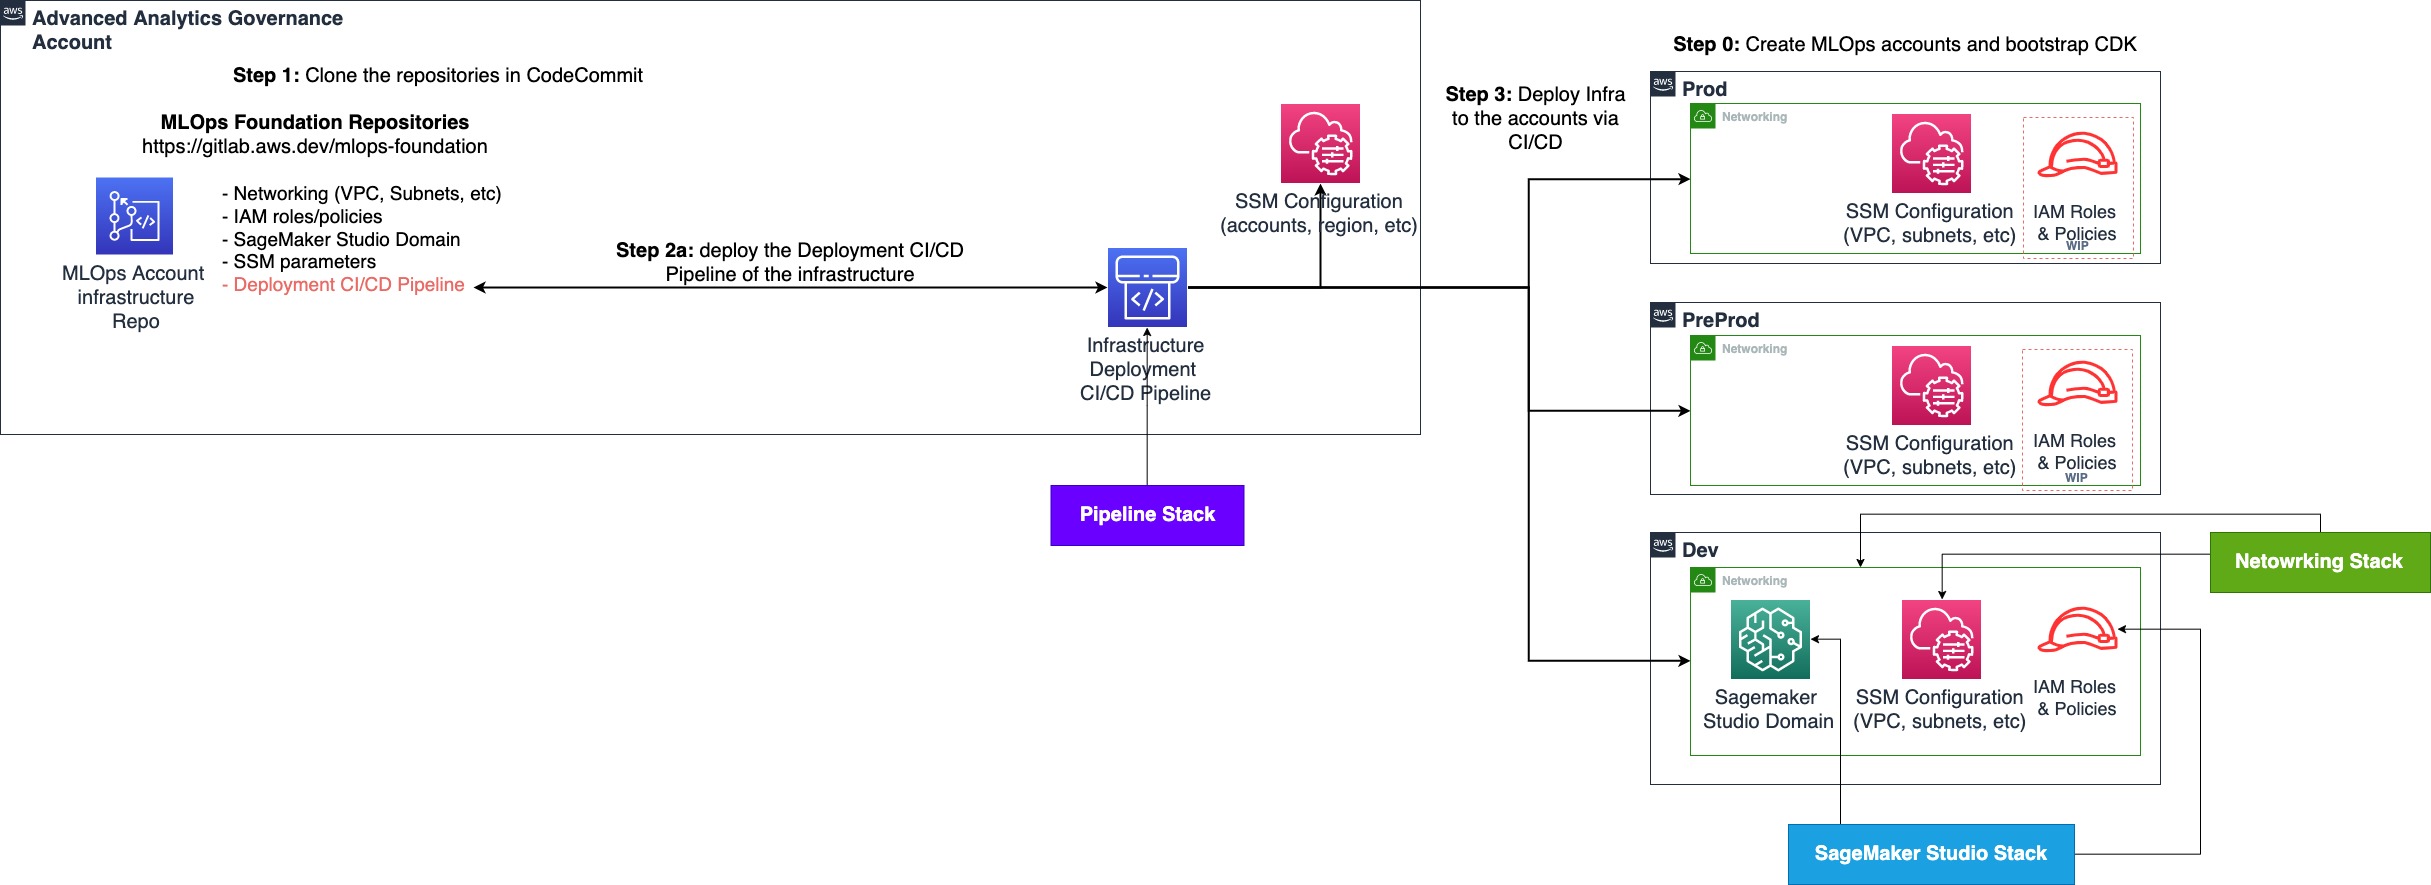 aws
Advanced Analytics Governance
Account
Step 1: Clone the repositories in CodeCommit
MLOps Foundation Repositories
https://gitlab.aws.dev/mlops-foundation
- Networking (VPC, Subnets, etc)
- IAM roles/policies
- SageMaker Studio Domain
- SSM parameters
- Deployment CI/CD Pipeline
MLOps Account
infrastructure
Repo
Step 2a: deploy the Deployment CI/CD
Pipeline of the infrastructure
Infrastructure
Deployment
CI/CD Pipeline
SSM Configuration
(accounts, region, etc)
Pipeline Stack
Step 3: Deploy Infra
to the accounts via
CI/CD
Step 0: Create MLOps accounts and bootstrap CDK
aws
Prod
Networking
SSM Configuration
(VPC, subnets, etc)
IAM Roles
& Policies
WIP
aws
PreProd
Networking
SSM Configuration
(VPC, subnets, etc)
IAM Roles
& Policies
WIP
aws
Dev
Networking
Sagemaker
Studio Domain
SSM Configuration
(VPC, subnets, etc)
IAM Roles
& Policies
Netowrking Stack
SageMaker Studio Stack